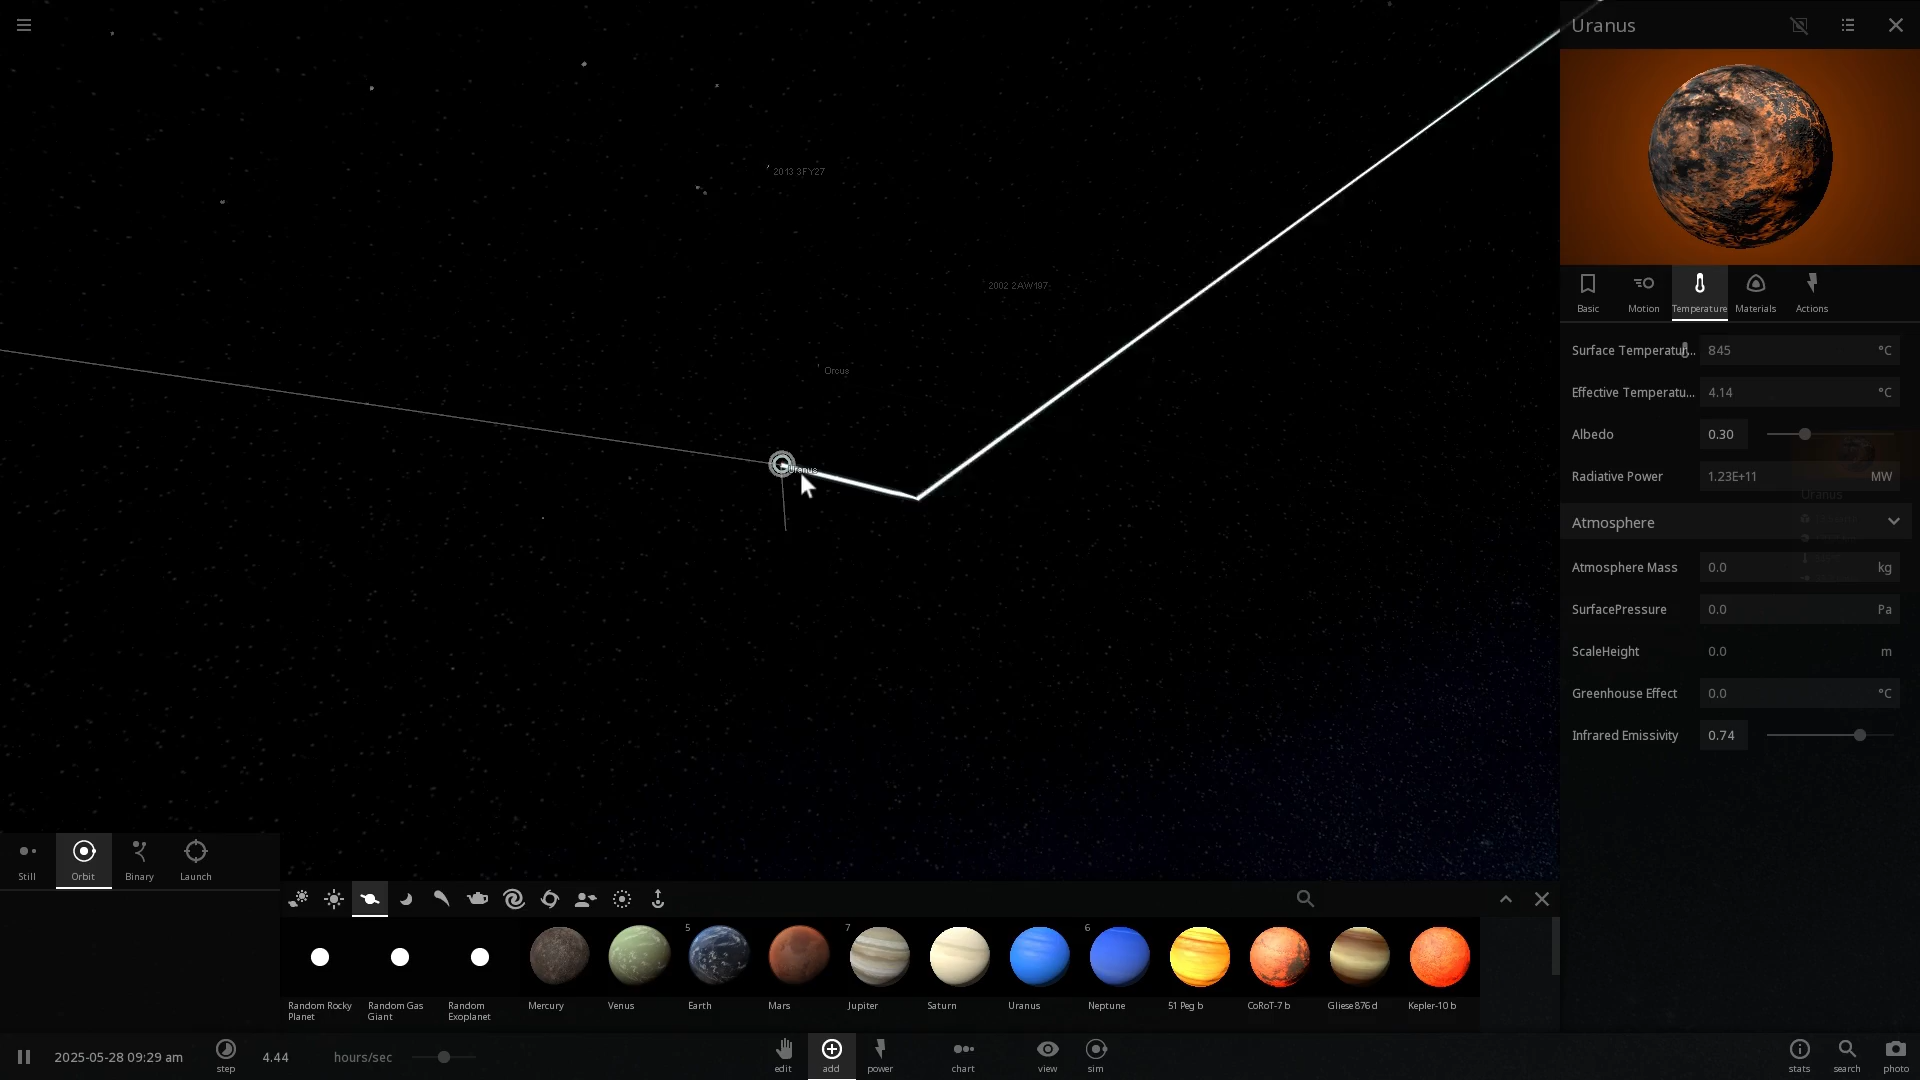 Uranus
2013 3FY27
2002 2AW197
Orcus
Uranus
Basic
Motion
Temperature
Materials
Actions
Surface Temperatur...
845
°C
Effective Temperatu...
4.14
°C
Albedo
0.30
Radiative Power
1.23E+11
MW
Uranus
Atmosphere
Atmosphere Mass
0.0
kg
SurfacePressure
0.0
Pa
ScaleHeight
0.0
m
Greenhouse Effect
0.0
°C
Infrared Emissivity
0.74
Still
Orbit
Binary
Launch
5
7
6
Random Rocky Planet
Random Gas Giant
Random Exoplanet
Mercury
Venus
Earth
Mars
Jupiter
Saturn
Uranus
Neptune
51 Peg b
CoRoT-7 b
Gliese 876 d
Kepler-10 b
2025-05-28 09:29 am
step
4.44
hours/sec
edit
add
power
chart
view
sim
stats
search
photo